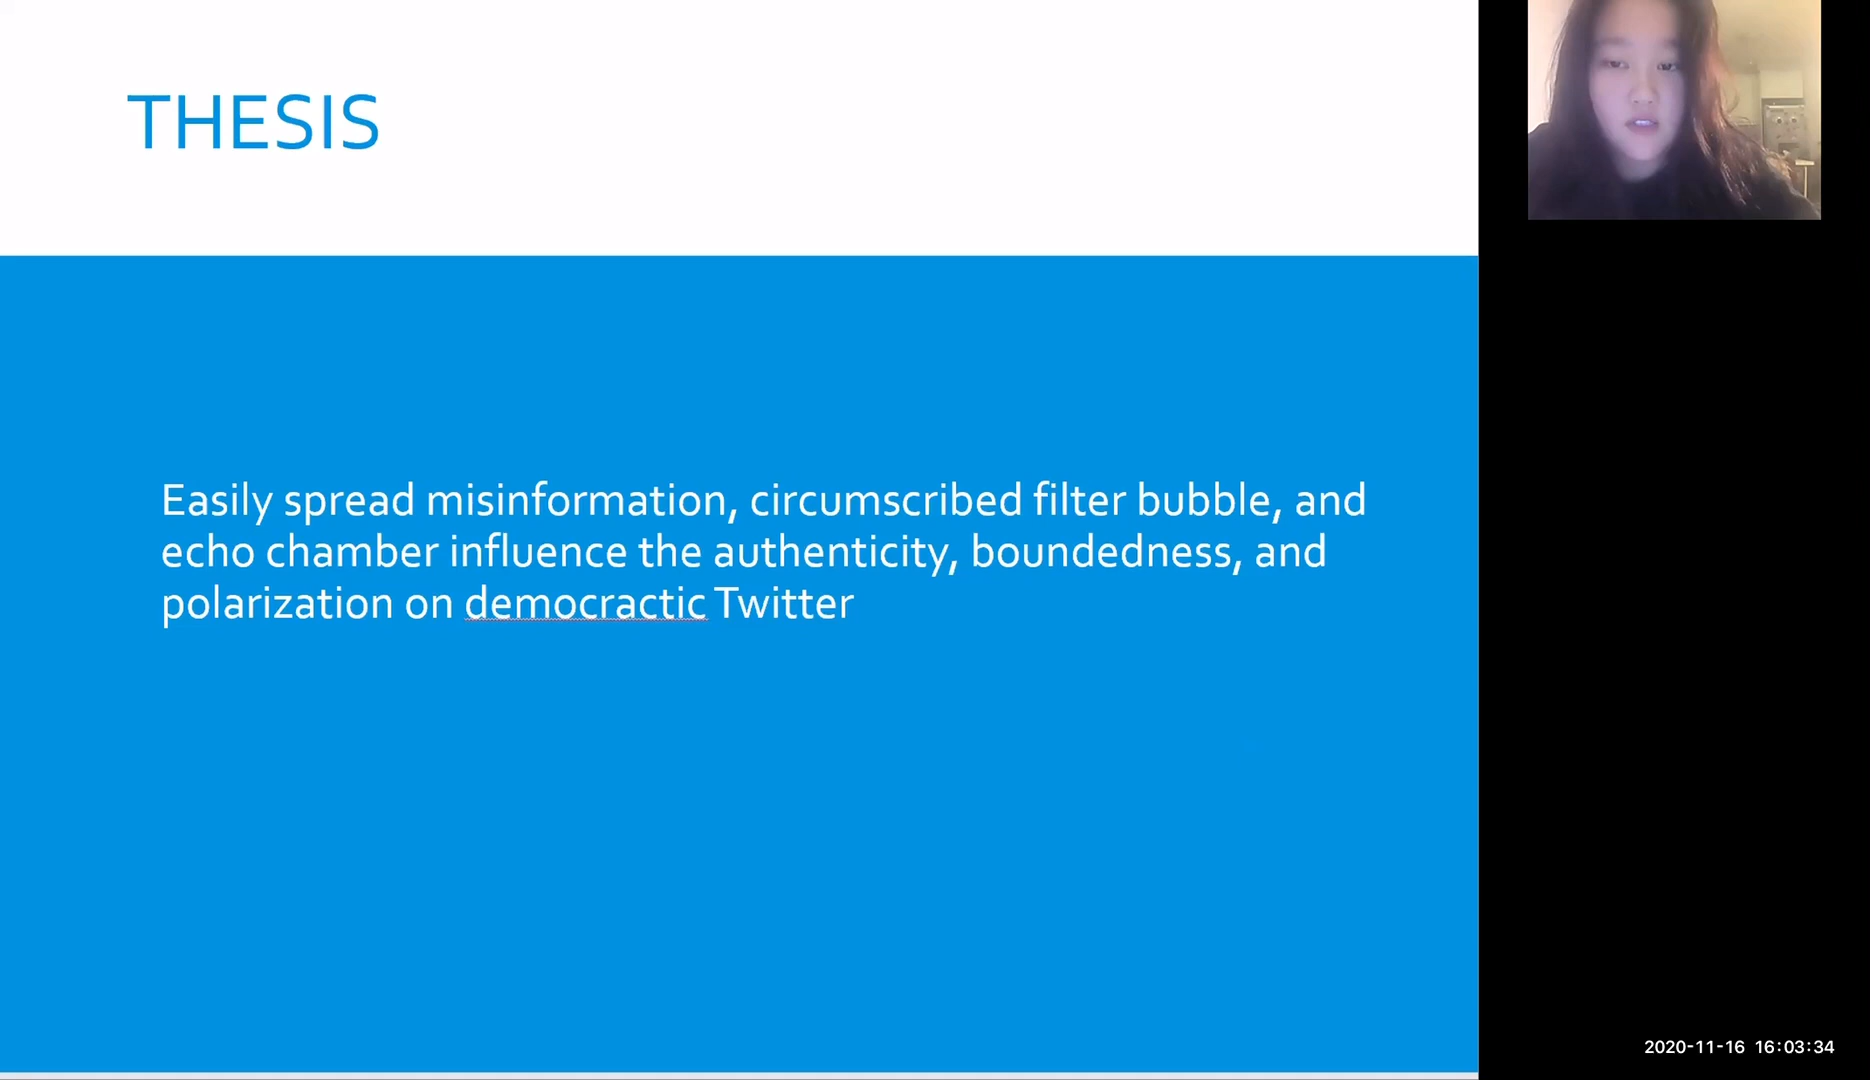 THESIS
Easily spread misinformation, circumscribed filter bubble, and
echo chamber influence the authenticity, boundedness, and
polarization on democractic Twitter
2020-11-16 16:03:34